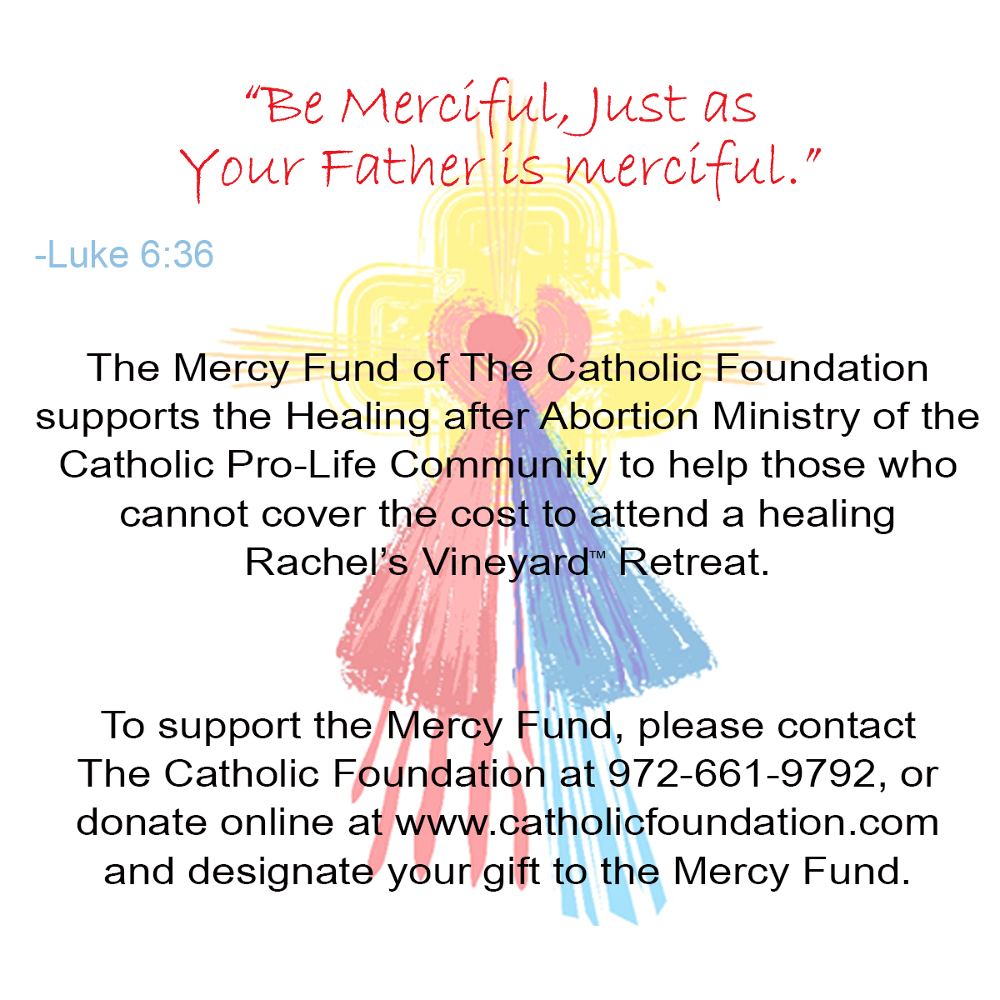 “Be Merciful, Just as
Your Father is merciful.”
-Luke 6:36
The Mercy Fund of The Catholic Foundation
supports the Healing after Abortion Ministry of the
Catholic Pro-Life Community to help those who
cannot cover the cost to attend a healing
Rachel’s Vineyard™ Retreat.
To support the Mercy Fund, please contact
The Catholic Foundation at 972-661-9792, or
donate online at www.catholicfoundation.com
and designate your gift to the Mercy Fund.